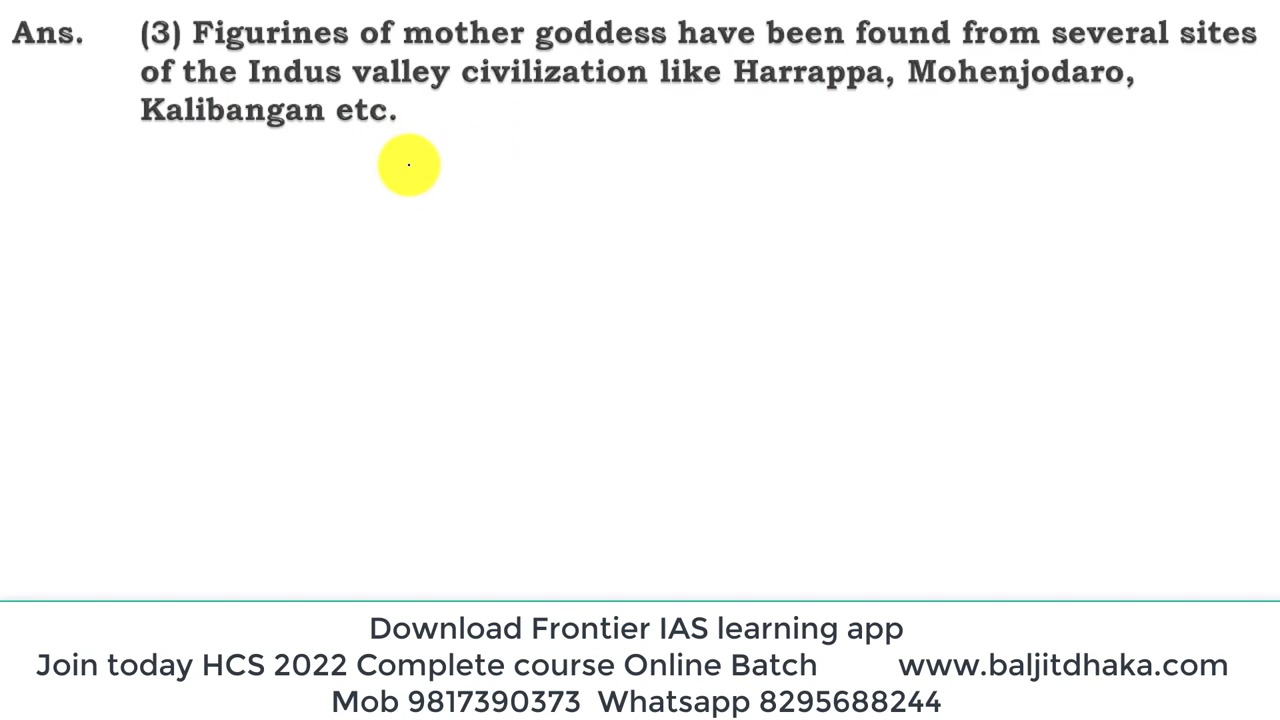 Ans. (3) Figurines of mother goddess have been found from several sites
of the Indus valley civilization like Harrappa, Mohenjodaro,
Kalibangan etc.
Download Frontier IAS learning app
Join today HCS 2022 Complete course Online Batch www.baljitdhaka.com
Mob 9817390373 Whatsapp 8295688244